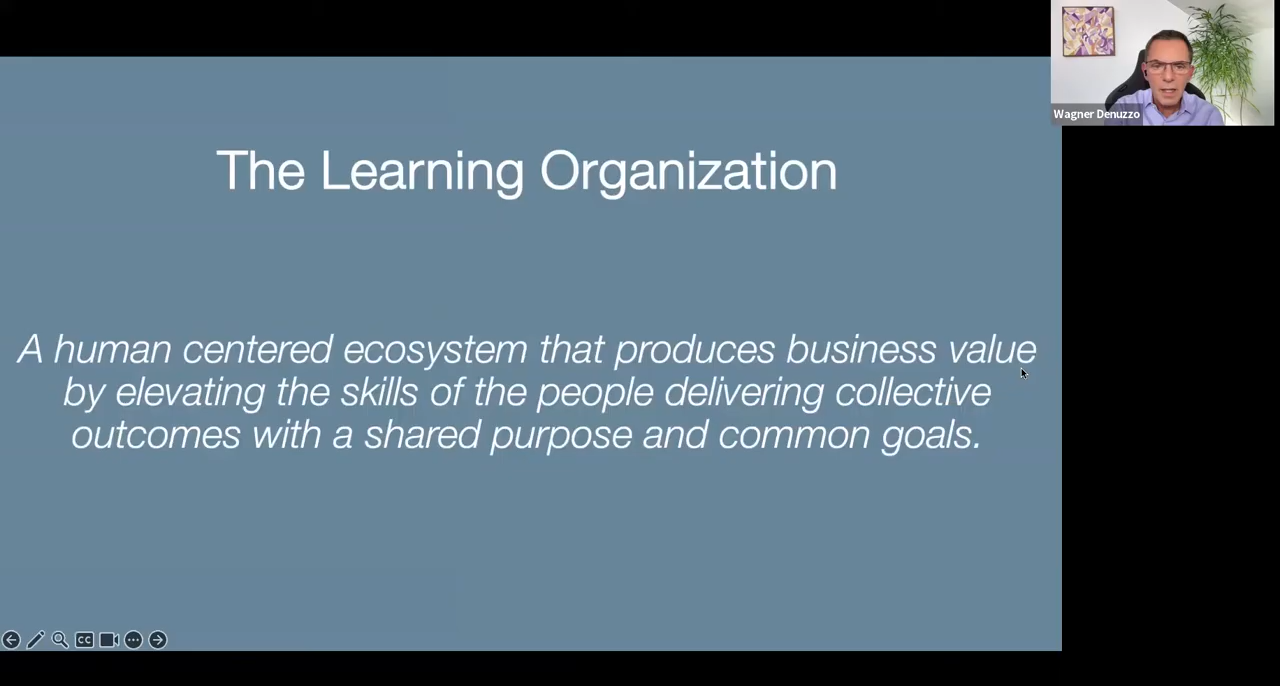 The Learning Organization
A human centered ecosystem that produces business value
by elevating the skills of the people delivering collective
outcomes with a shared purpose and common goals.
Wagner Denuzzo
CC